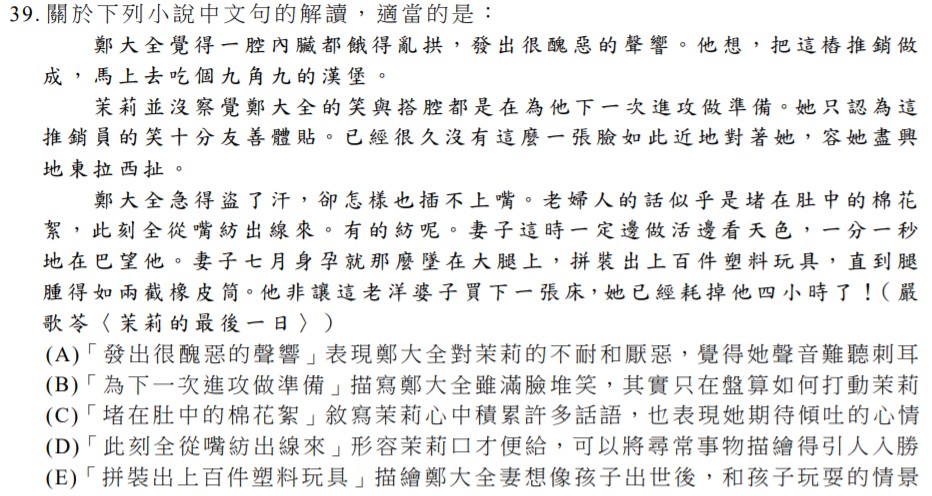 39.關於下列小說中文句的解讀，適當的是：
鄭大全覺得一腔內臟都餓得亂拱，發出很醜惡的聲響。他想，把這樁推銷做
成，馬上去吃個九角九的漢堡。
茉莉並沒察覺鄭大全的笑與搭腔都是在為他下一次進攻做準備。她只認為這
推銷員的笑十分友善體貼。已經很久沒有這麼一張臉如此近地對著她，容她盡興
地東拉西扯。
鄭大全急得盜了汗，卻怎樣也插不上嘴。老婦人的話似乎是堵在肚中的棉花
絮，此刻全從嘴紡出線來。有的紡呢。妻子這時一定邊做活邊看天色，一分一秒
地在巴望他。妻子七月身孕就那麼墜在大腿上，拼裝出上百件塑料玩具，直到腿
腫得如兩截橡皮筒。他非讓這老洋婆子買下一張床，她已經耗掉他四小時了！（嚴
歌苓〈茉莉的最後一日〉）
(A)「發出很醜惡的聲響」表現鄭大全對茉莉的不耐和厭惡，覺得她聲音難聽刺耳
(B)「為下一次進攻做準備」描寫鄭大全雖滿臉堆笑，其實只在盤算如何打動茉莉
(C)「堵在肚中的棉花絮」敘寫茉莉心中積累許多話語，也表現她期待傾吐的心情
(D)「此刻全從嘴紡出線來」形容茉莉口才便給，可以將尋常事物描繪得引人入勝
(E)「拼裝出上百件塑料玩具」描繪鄭大全妻想像孩子出世後，和孩子玩耍的情景